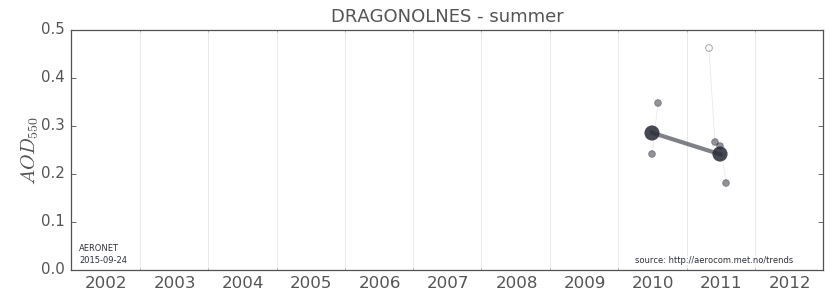 DRAGONOLNES - summer
0.5
0.4
0.3
0.2
0.1
0.0
AOD550
AERONET
2015-09-24
source: http://aerocom.met.no/trends
2002 2003 2004 2005 2006 2007 2008 2009 2010 2011 2012